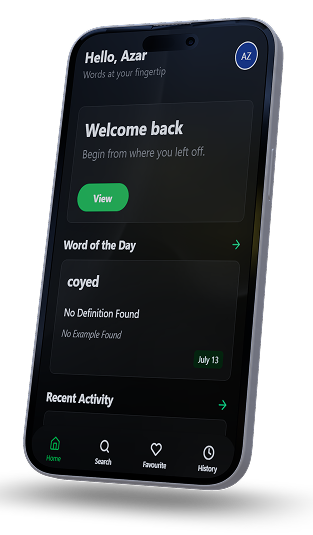 Hello, Azar
AZ
Words at your fingertip
Welcome back
Begin from where you left off.
View
Word of the Day
coyed
No Definition Found
No Example Found
July 13
Recent Activity
Home
Search
Favourite
History